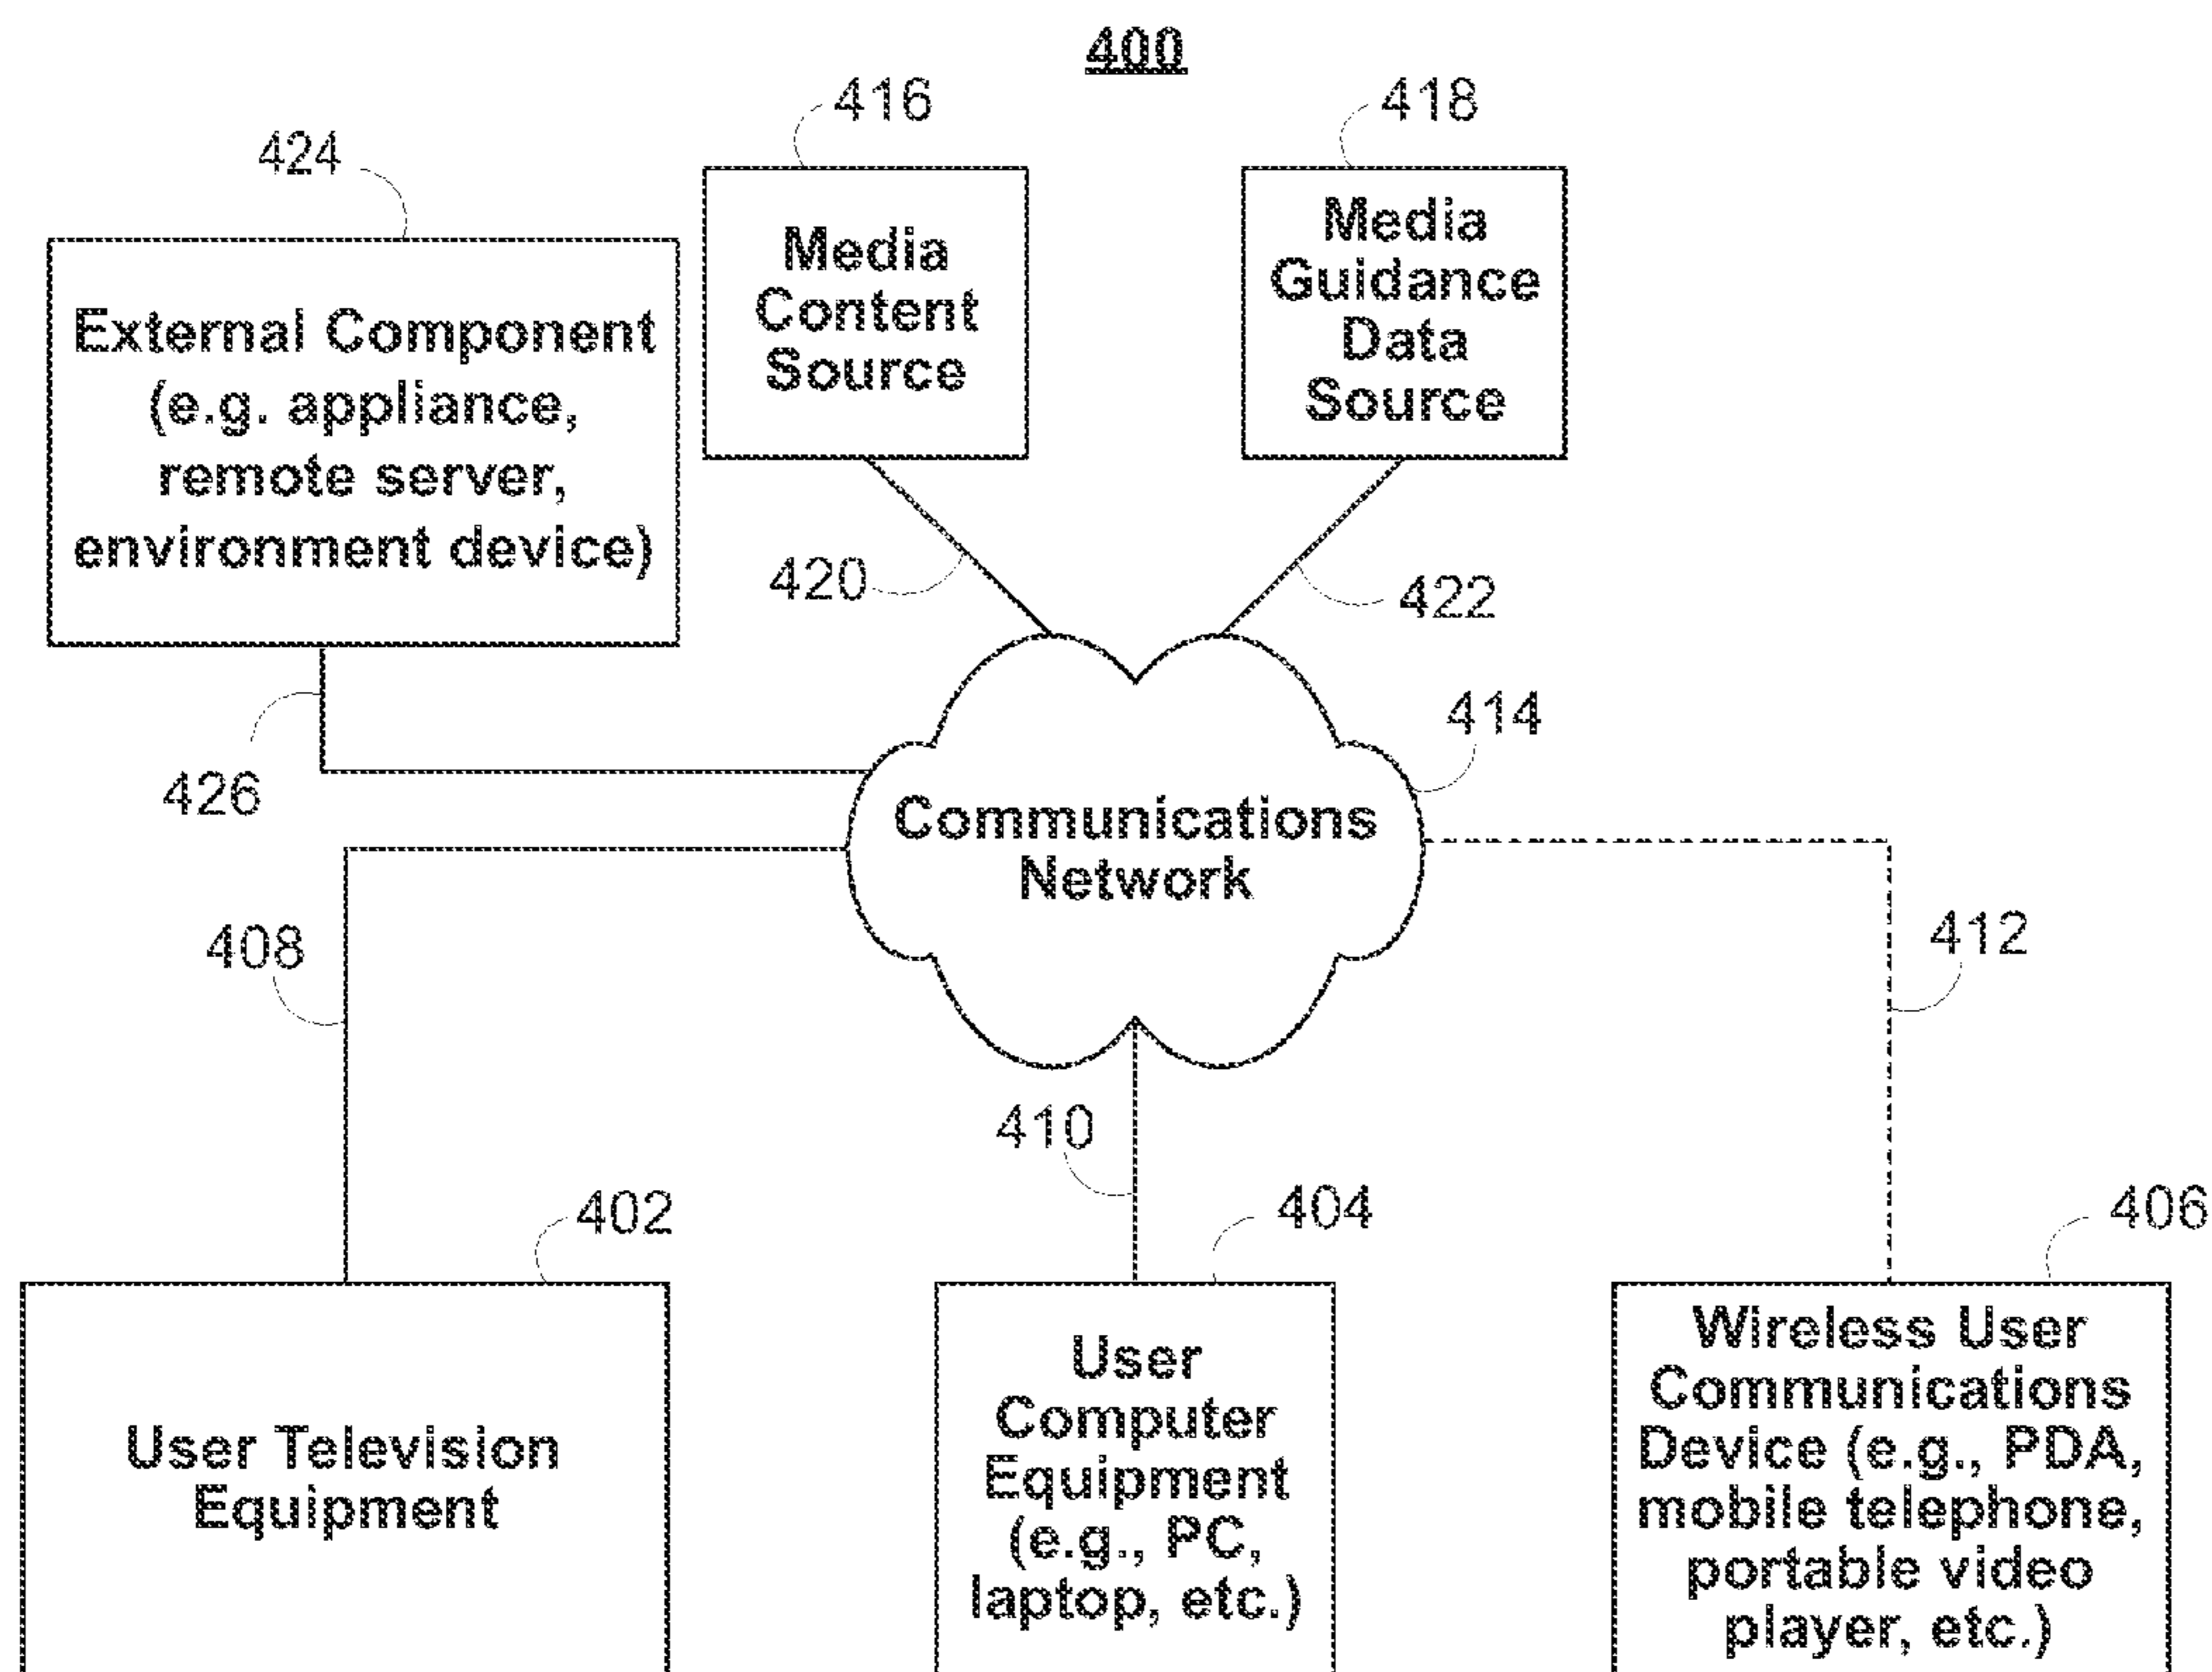 400
416
418
424
Media
Content
Source
Media
Guidance
Data
Source
External Component
(e.g. appliance,
remote server,
environment device)
420
422
426
414
Communications
Network
408
412
410
402
404
406
User Television
Equipment
User
Computer
Equipment
(e.g., PC,
laptop, etc.)
Wireless User
Communications
Device (e.g., PDA,
mobile telephone,
portable video
player, etc.)